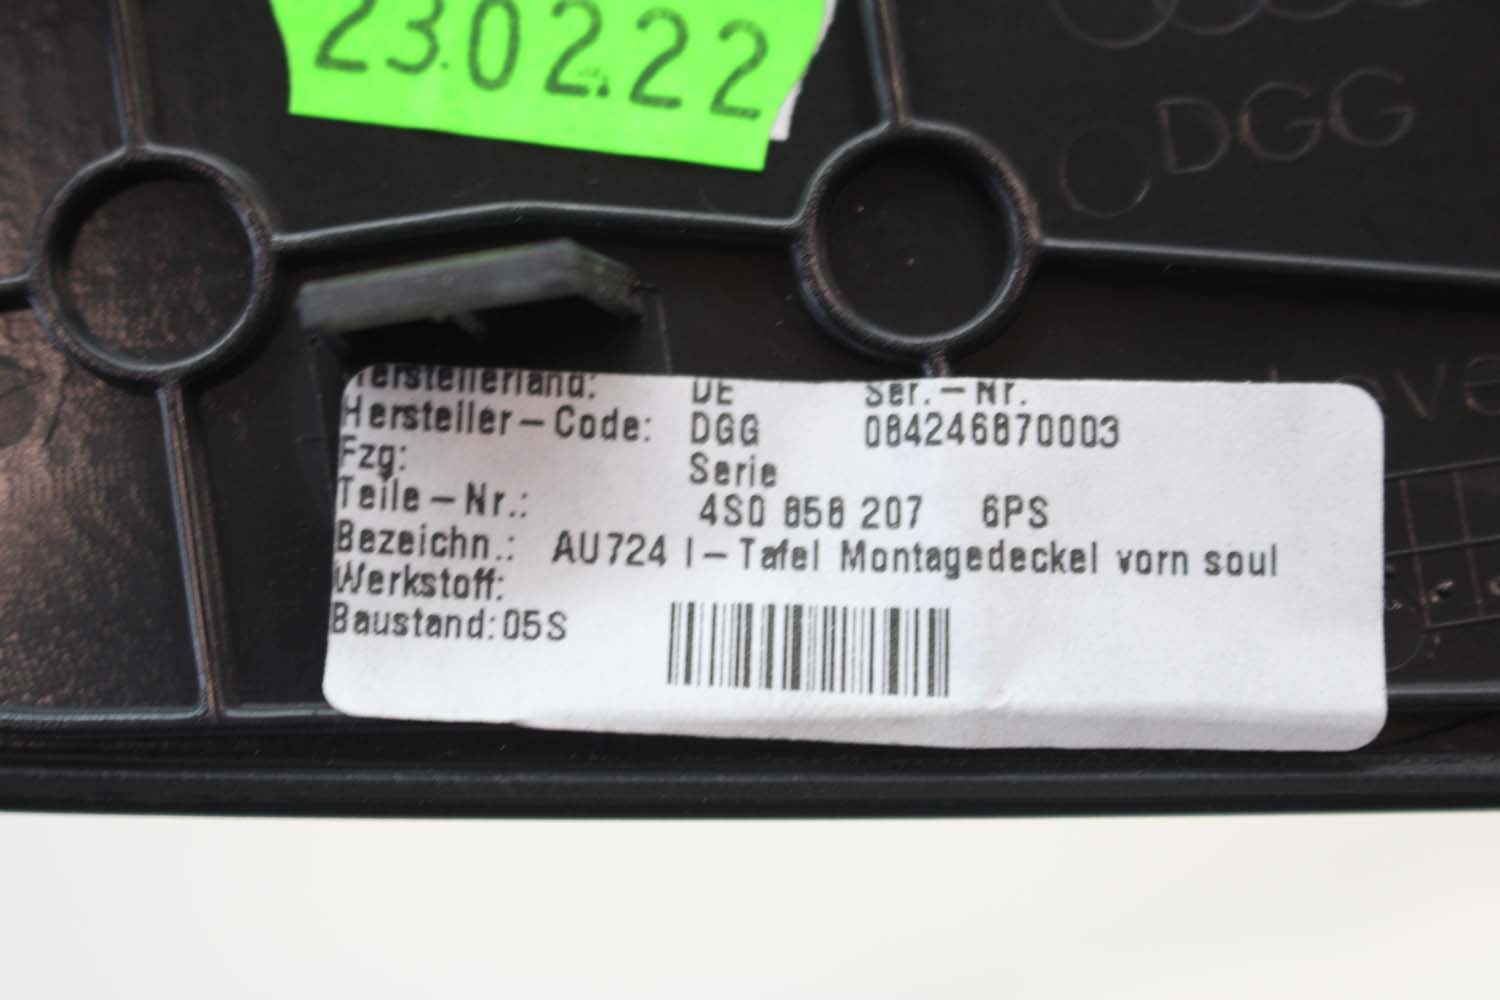 23.02.22
DGG
Herstellerland: DE Ser.-Nr.
Hersteller-Code: DGG 084246870003
Fzg: Serie
Teile-Nr.: 4S0 858 207 6PS
Bezeichn.: AU724 I-Tafel Montagedeckel vorn soul
Werkstoff:
Baustand: 05S